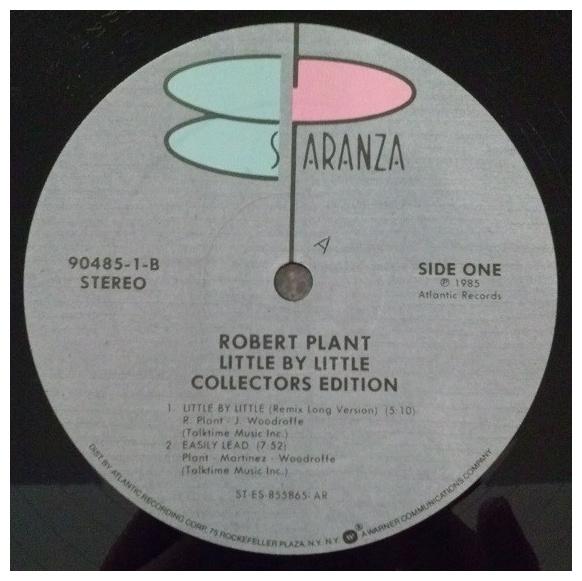 ES PARANZA
A
90485-1-B
STEREO
SIDE ONE
℗ 1985
Atlantic Records
ROBERT PLANT
LITTLE BY LITTLE
COLLECTORS EDITION
1. LITTLE BY LITTLE (Remix Long Version) (5:10)
R. Plant - J. Woodroffe
(Talktime Music Inc.)
2 EASILY LEAD (7:52)
Plant - Martinez - Woodroffe
(Talktime Music Inc.)
ST-ES-855865-AR
DIST. BY ATLANTIC RECORDING CORP. 75 ROCKEFELLER PLAZA, N.Y. N.Y. W ® A WARNER COMMUNICATIONS COMPANY